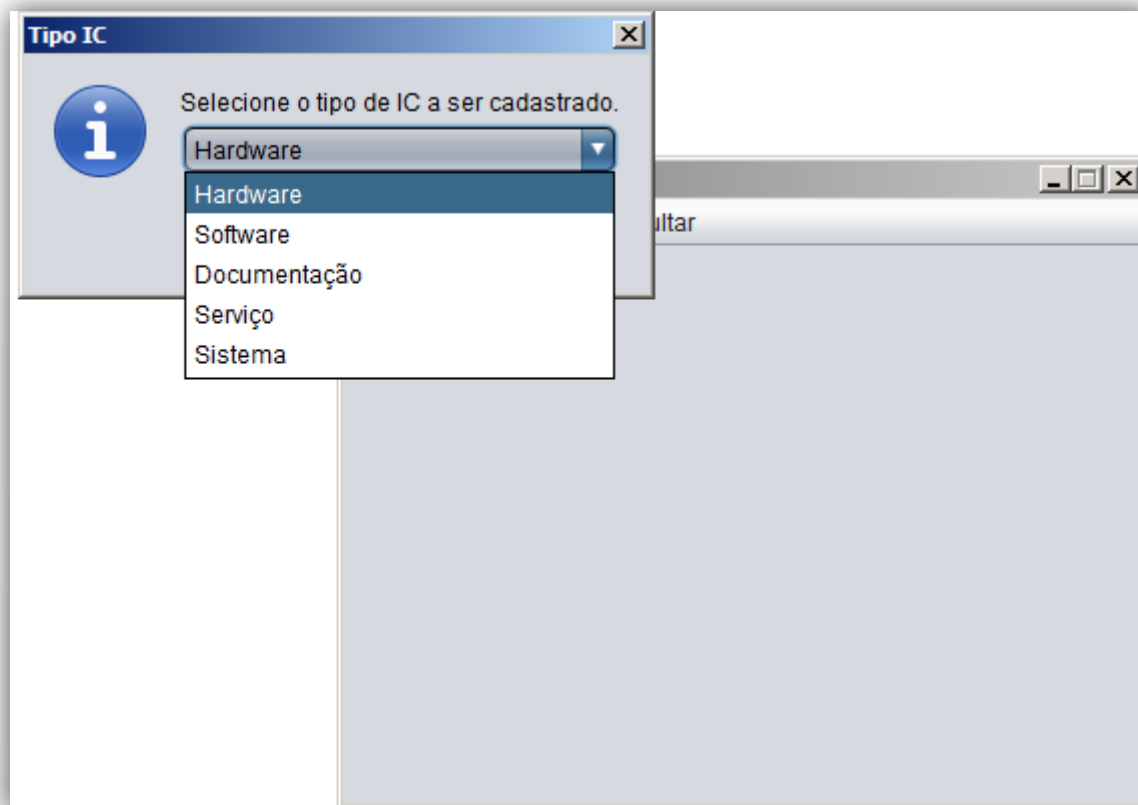 Tipo IC
Selecione o tipo de IC a ser cadastrado.
Hardware
Hardware
Software
Documentação
Serviço
Sistema
ultar